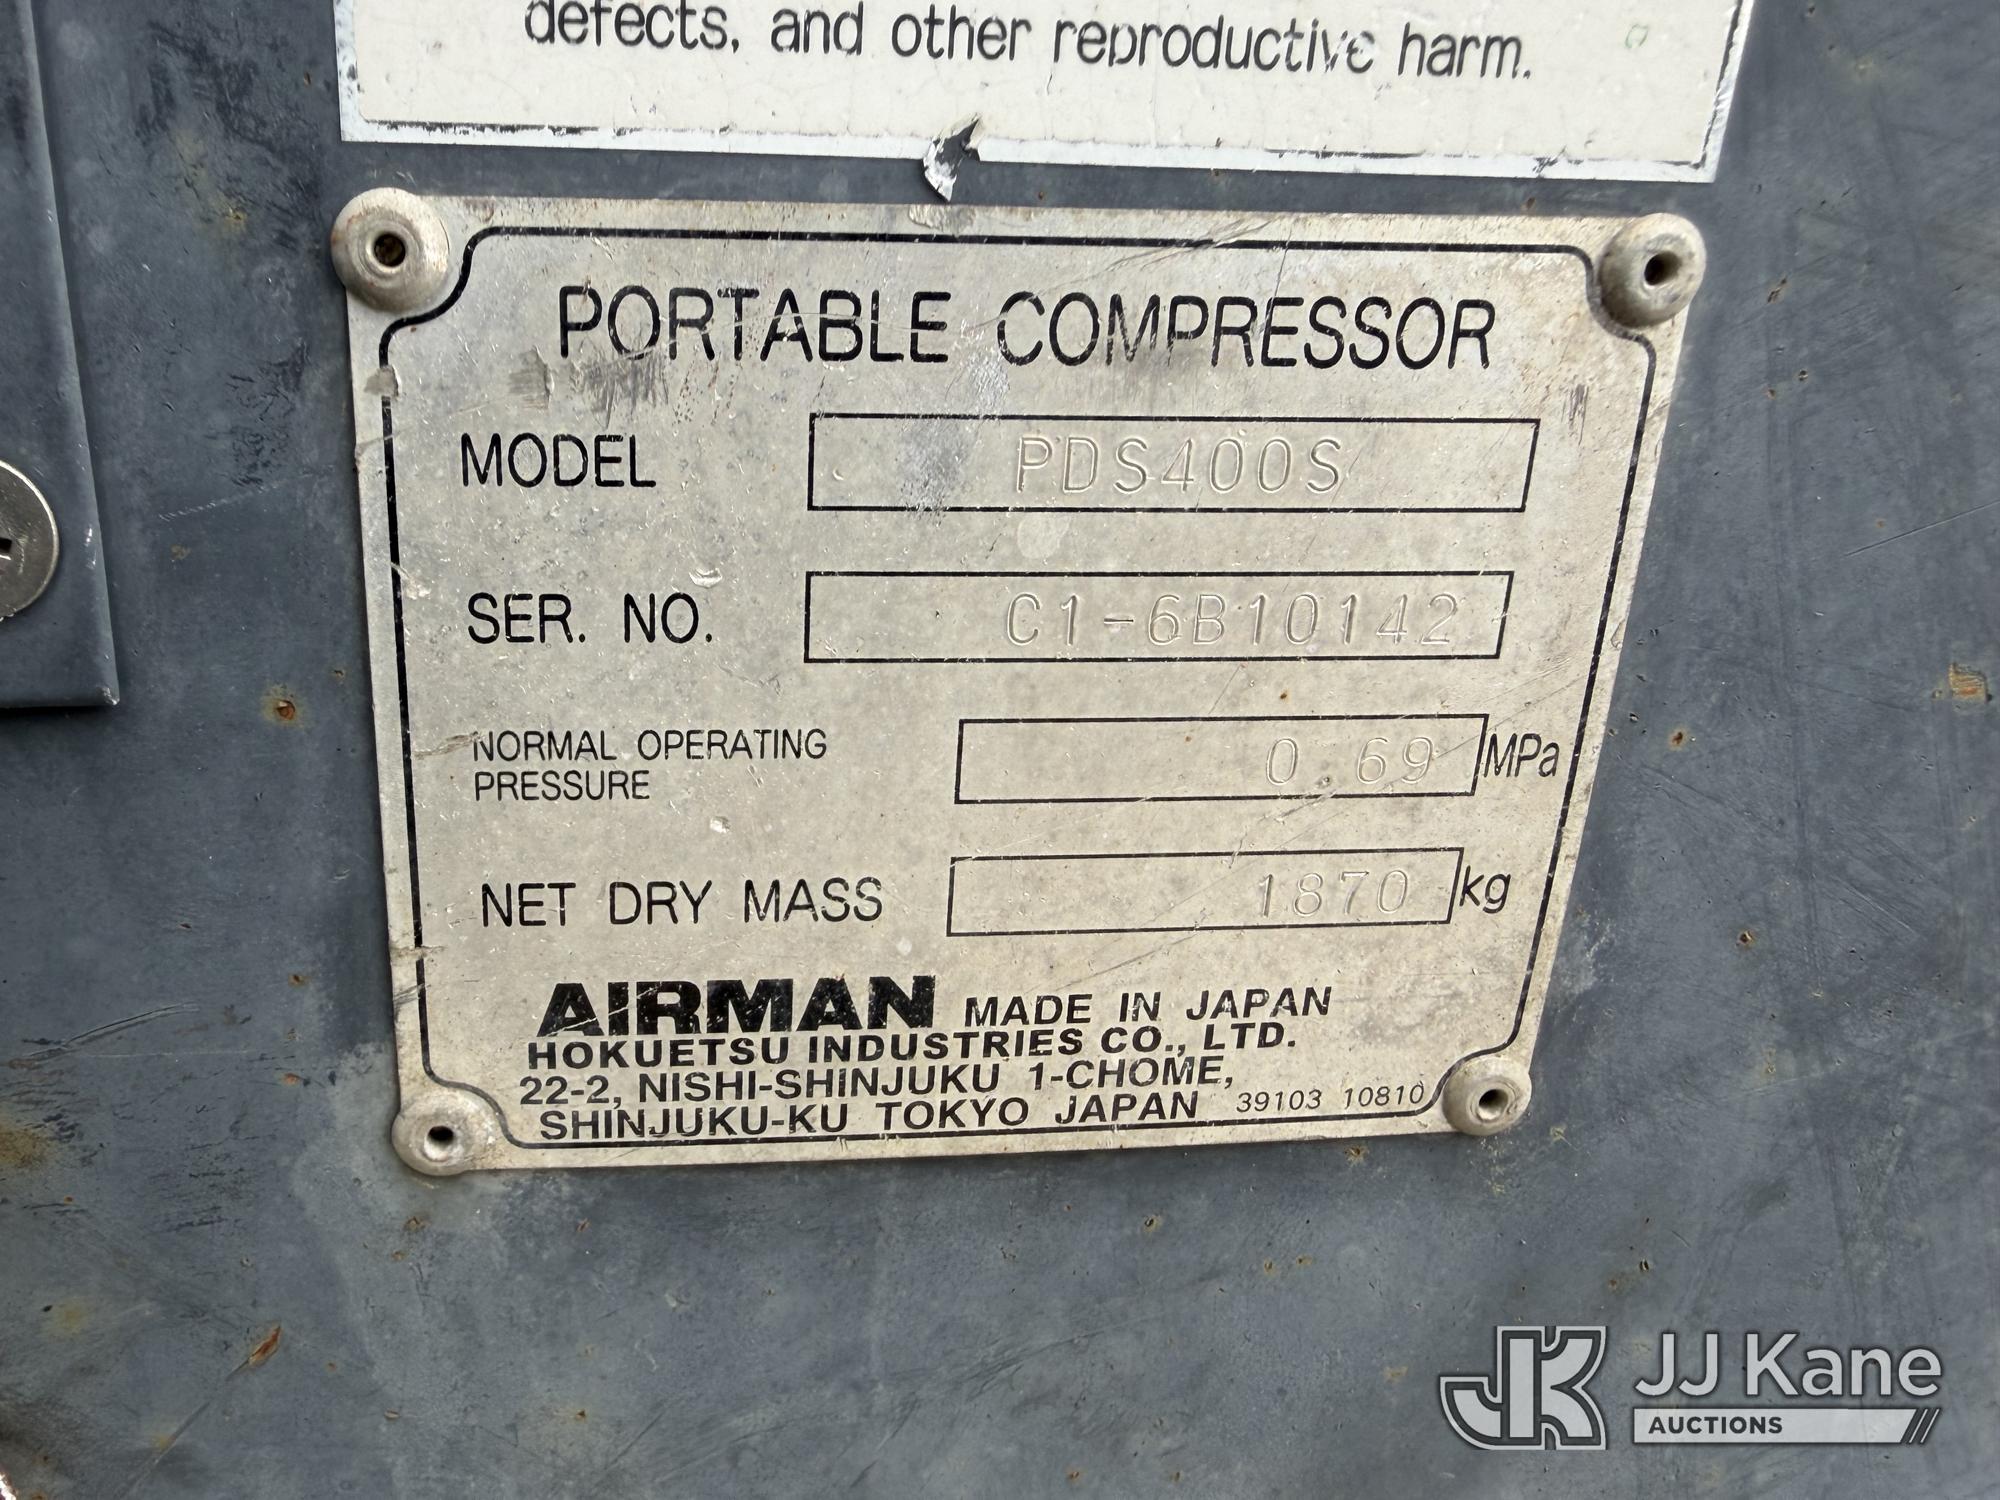 defects, and other reproductive harm.
PORTABLE COMPRESSOR
MODEL PDS400S
SER. NO. C1-6B10142
NORMAL OPERATING
PRESSURE 0.69 MPa
NET DRY MASS 1870 kg
AIRMAN MADE IN JAPAN
HOKUETSU INDUSTRIES CO., LTD.
22-2, NISHI-SHINJUKU 1-CHOME,
SHINJUKU-KU TOKYO JAPAN 39103 10810
JK JJ Kane
AUCTIONS